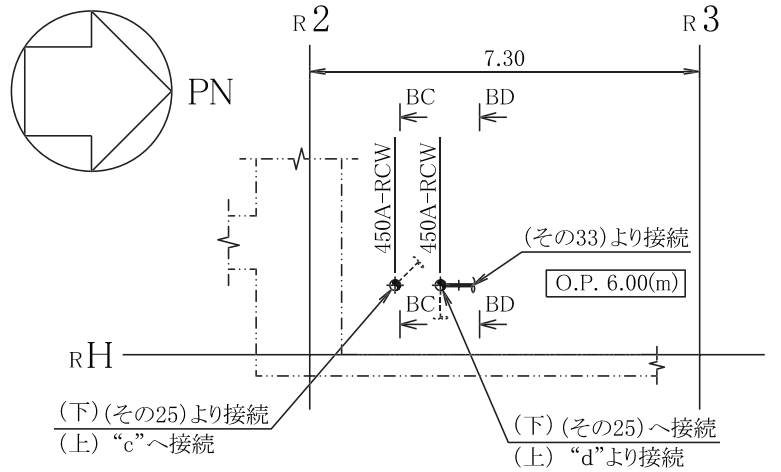 R2
R3
7.30
PN
BC
BD
450A-RCW
450A-RCW
(その33)より接続
O.P. 6.00(m)
BC
BD
RH
(下)(その25)より接続
(上) “c”へ接続
(下)(その25)へ接続
(上) “d”より接続